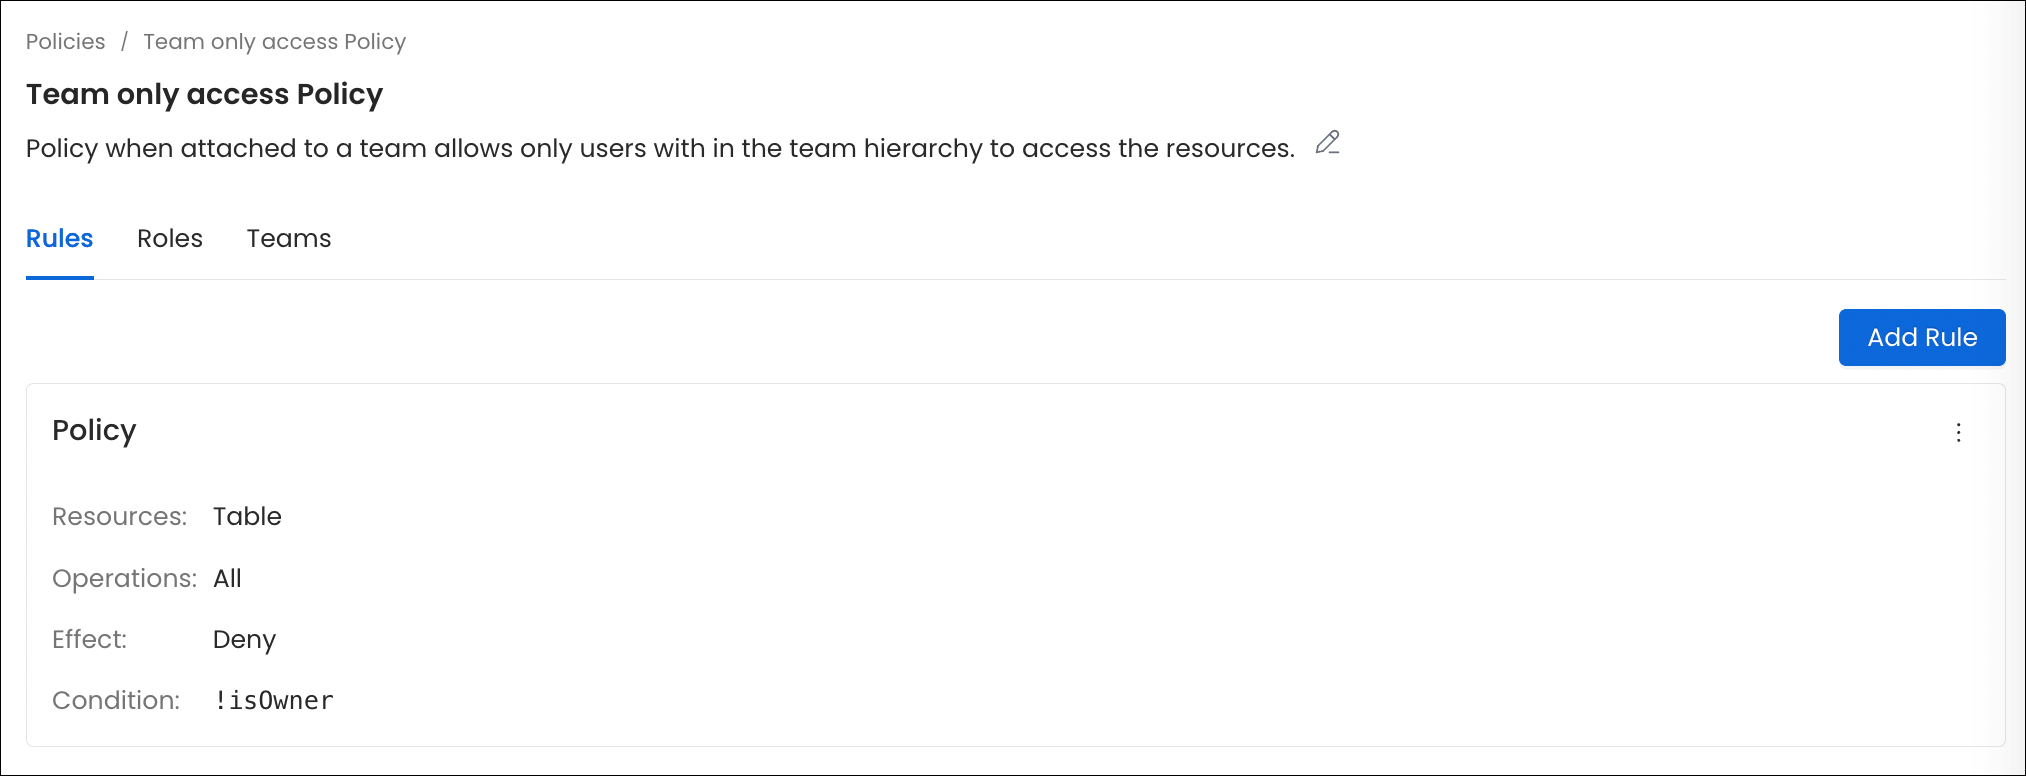 Policies / Team only access Policy
Team only access Policy
Policy when attached to a team allows only users with in the team hierarchy to access the resources.
Rules Roles Teams
Add Rule
Policy
Resources: Table
Operations: All
Effect: Deny
Condition: !isOwner